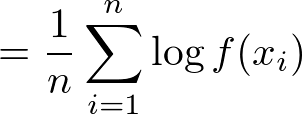 = \frac{1}{n} \sum_{i=1}^{n} \log f(x_i)